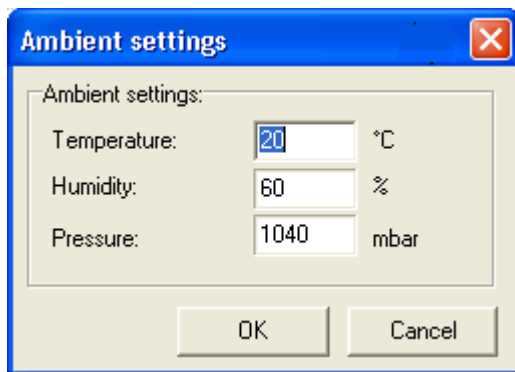 Ambient settings
Ambient settings:
Temperature: 20 °C
Humidity: 60 %
Pressure: 1040 mbar
OK Cancel